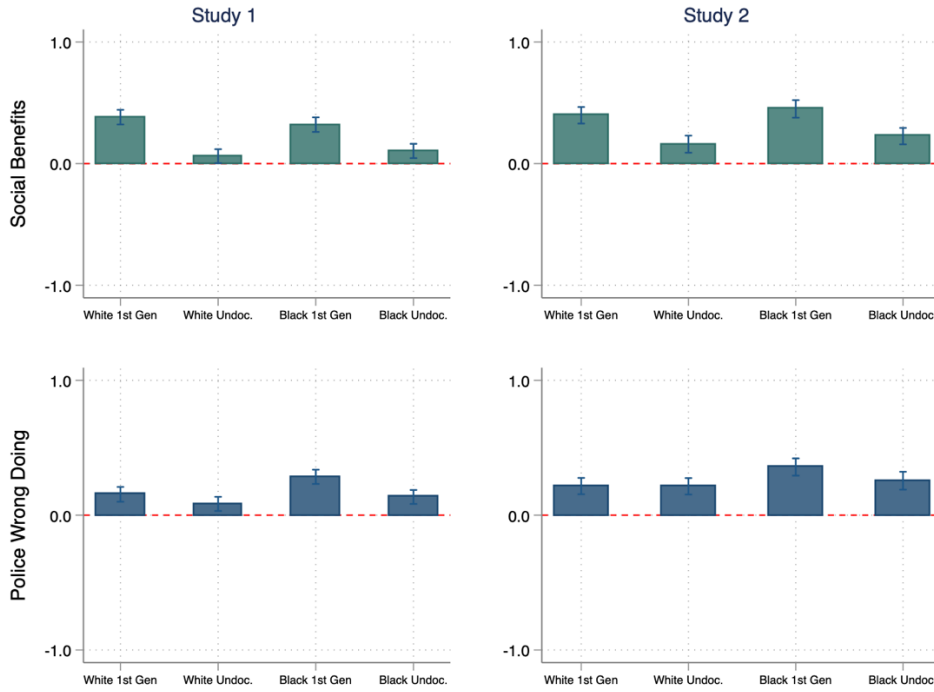 Study 1
Study 2
Social Benefits
1.0
0.0
-1.0
White 1st Gen
White Undoc.
Black 1st Gen
Black Undoc.
1.0
0.0
-1.0
White 1st Gen
White Undoc.
Black 1st Gen
Black Undoc
Police Wrong Doing
1.0
0.0
-1.0
White 1st Gen
White Undoc.
Black 1st Gen
Black Undoc.
1.0
0.0
-1.0
White 1st Gen
White Undoc.
Black 1st Gen
Black Undoc